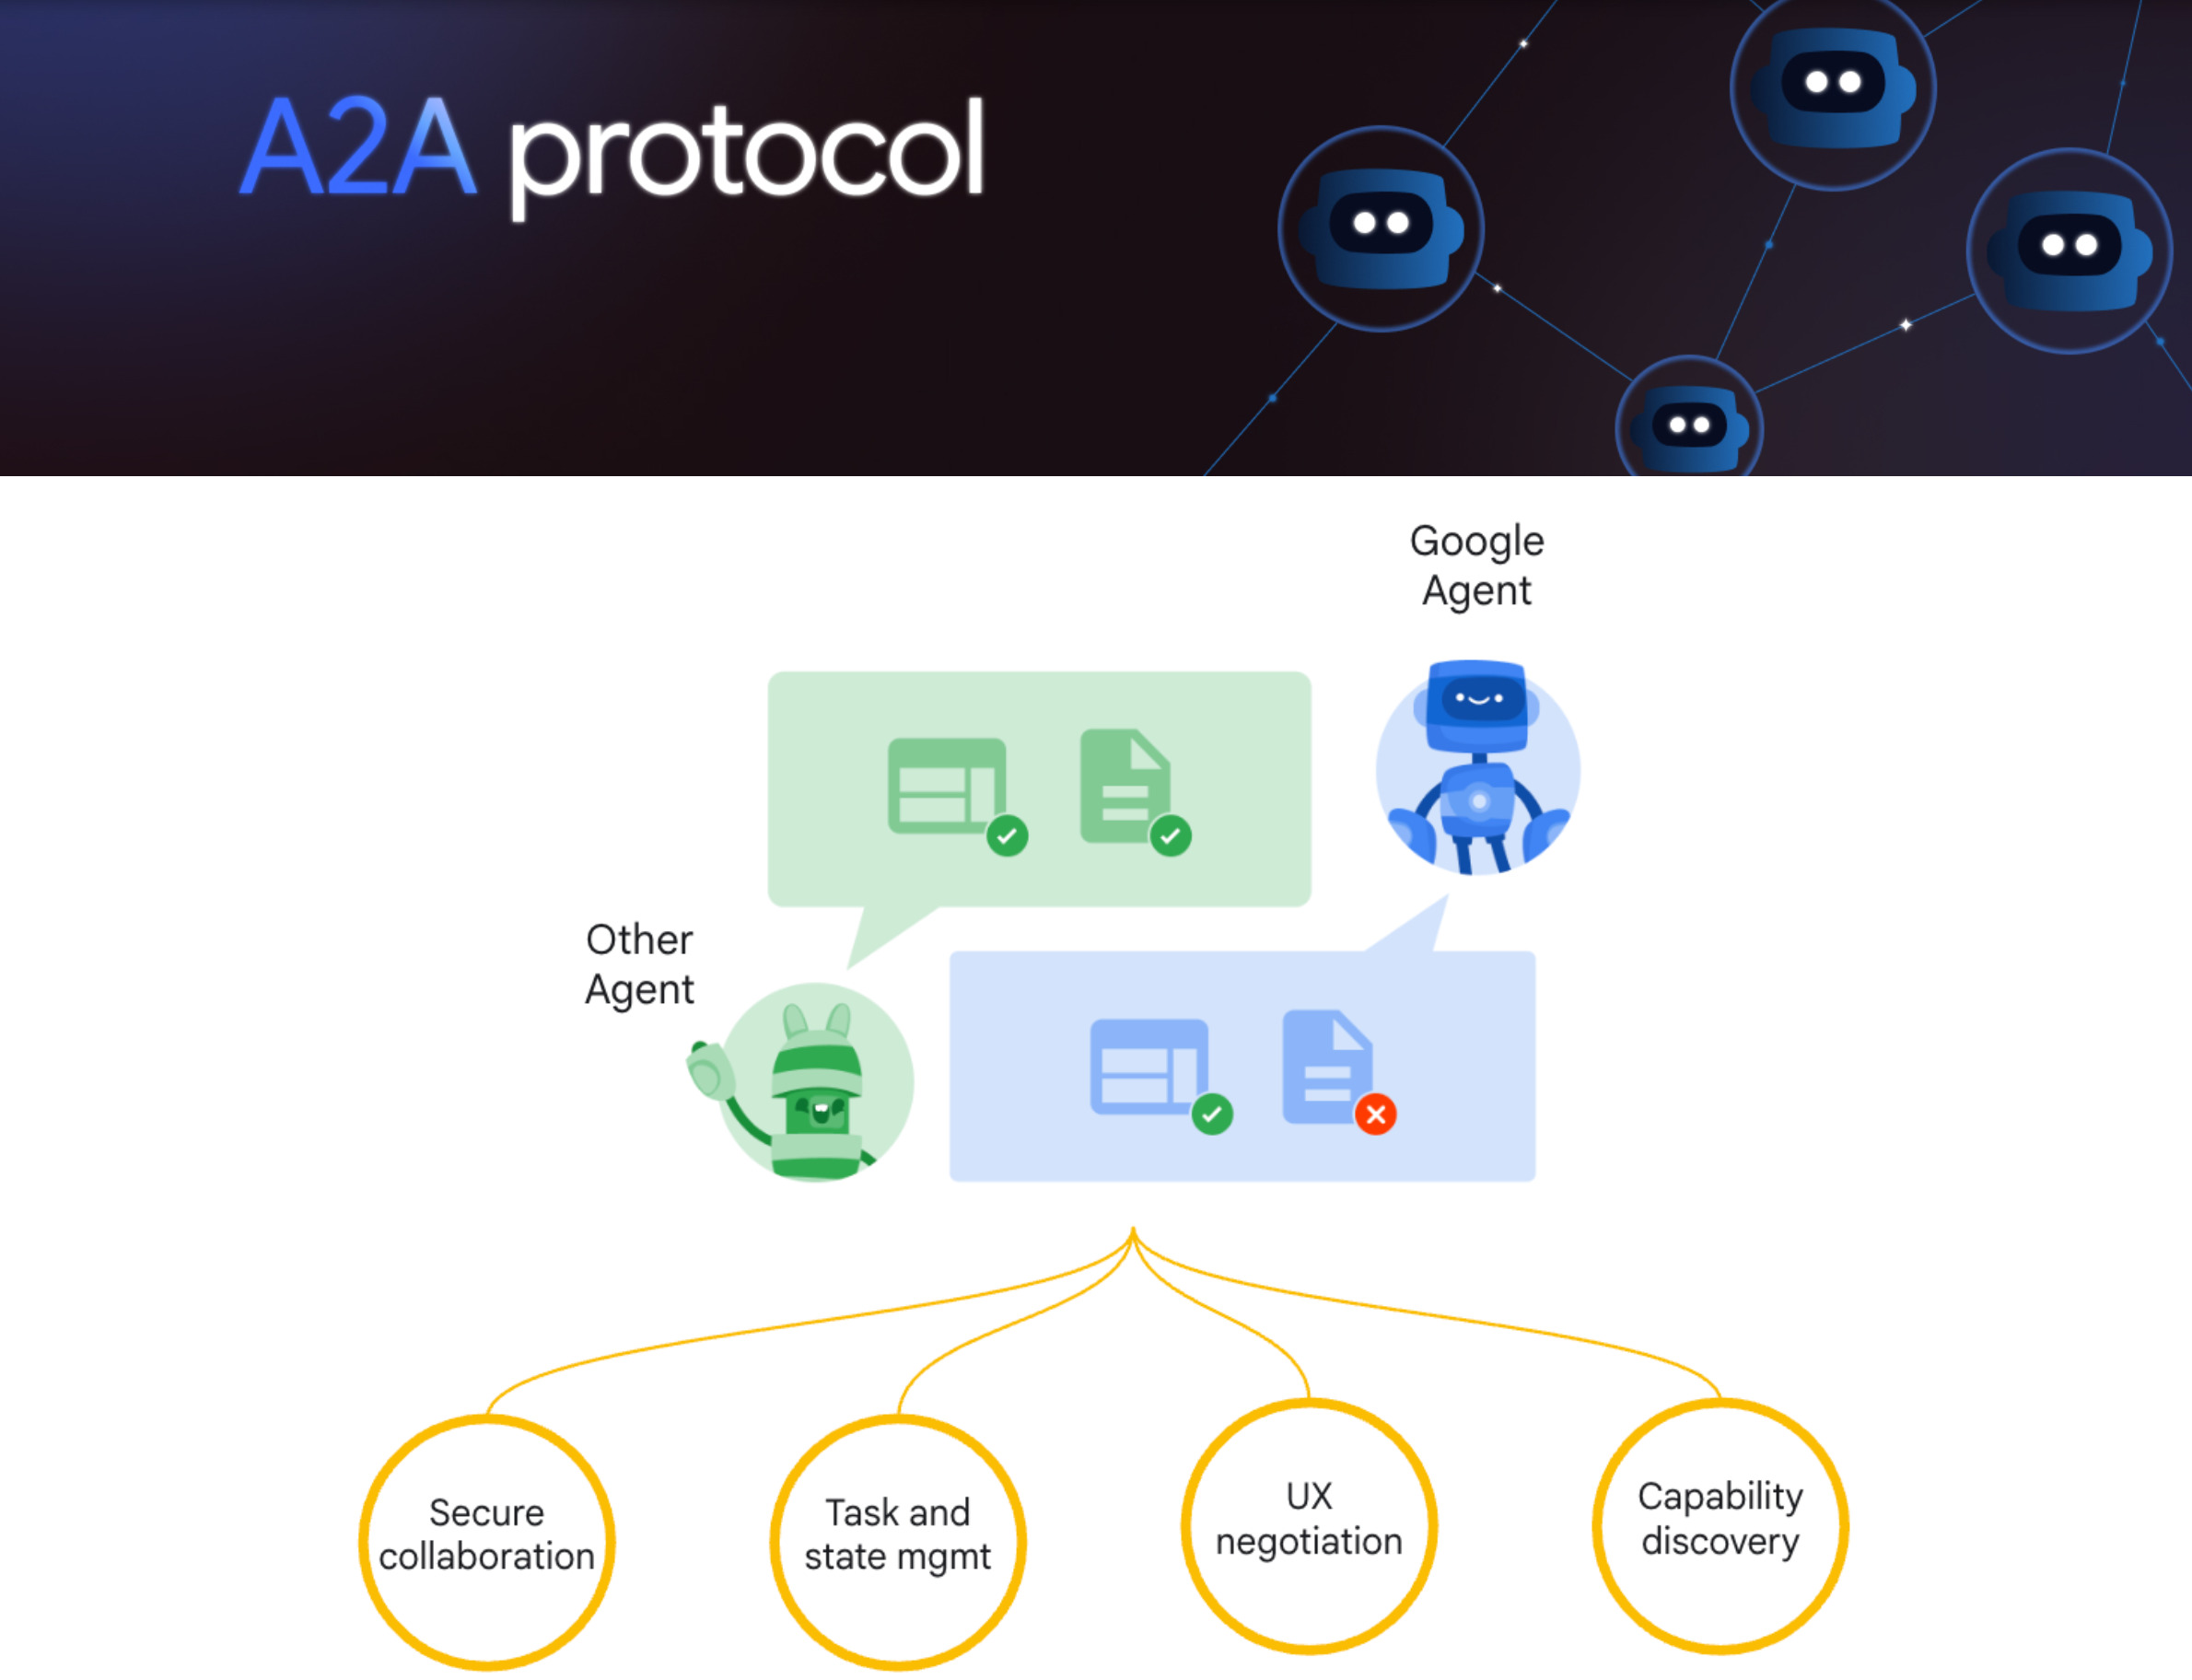 A2A protocol
Google
Agent
Other
Agent
Secure
collaboration
Task and
state mgmt
UX
negotiation
Capability
discovery